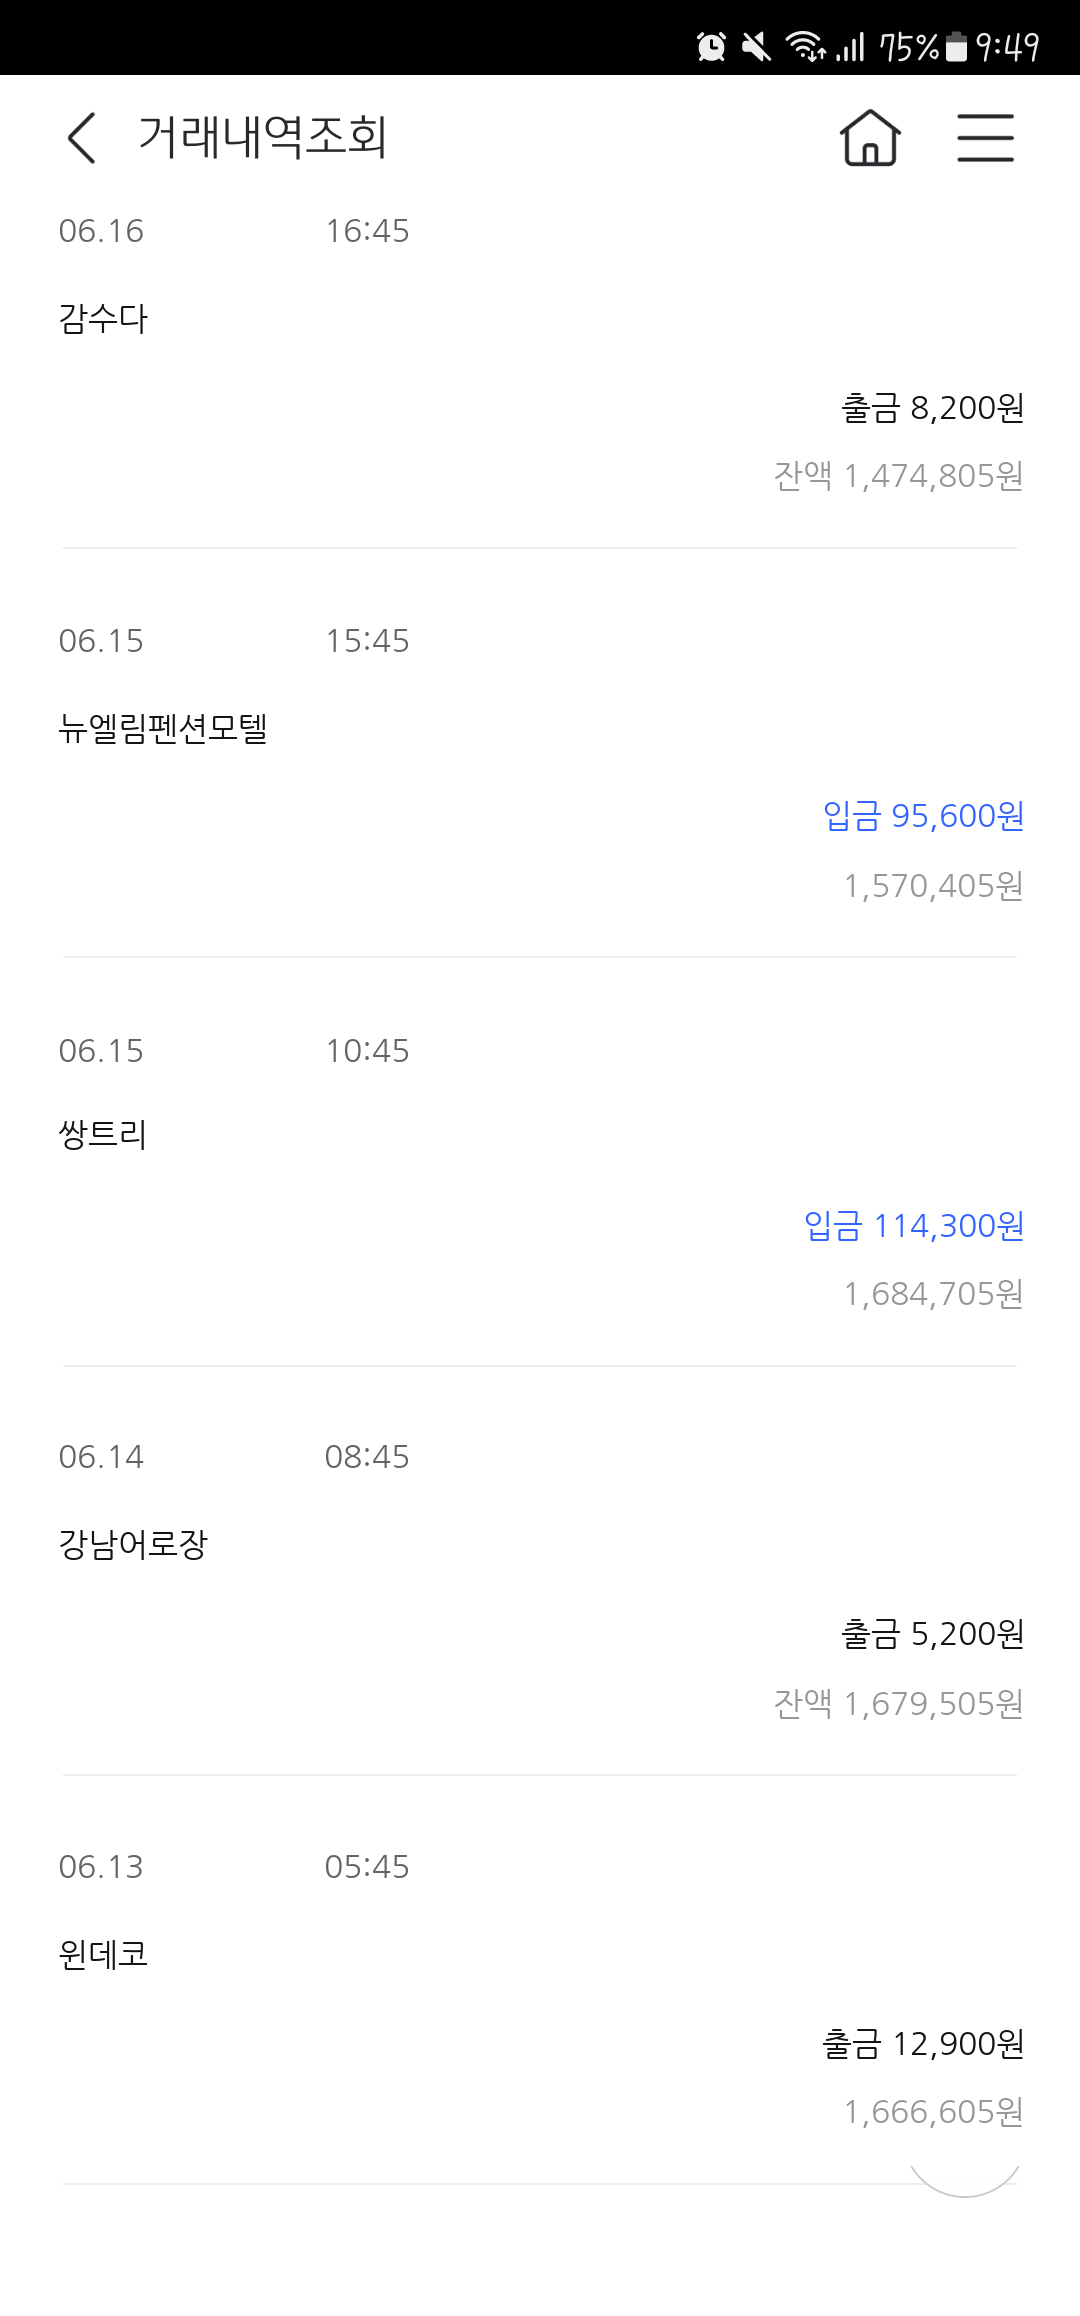 75% 9:49
거래내역조회
06.16 16:45
감수다
출금 8,200원
잔액 1,474,805원
06.15 15:45
뉴엘림펜션모텔
입금 95,600원
1,570,405원
06.15 10:45
쌍트리
입금 114,300원
1,684,705원
06.14 08:45
강남어로장
출금 5,200원
잔액 1,679,505원
06.13 05:45
윈데코
출금 12,900원
1,666,605원